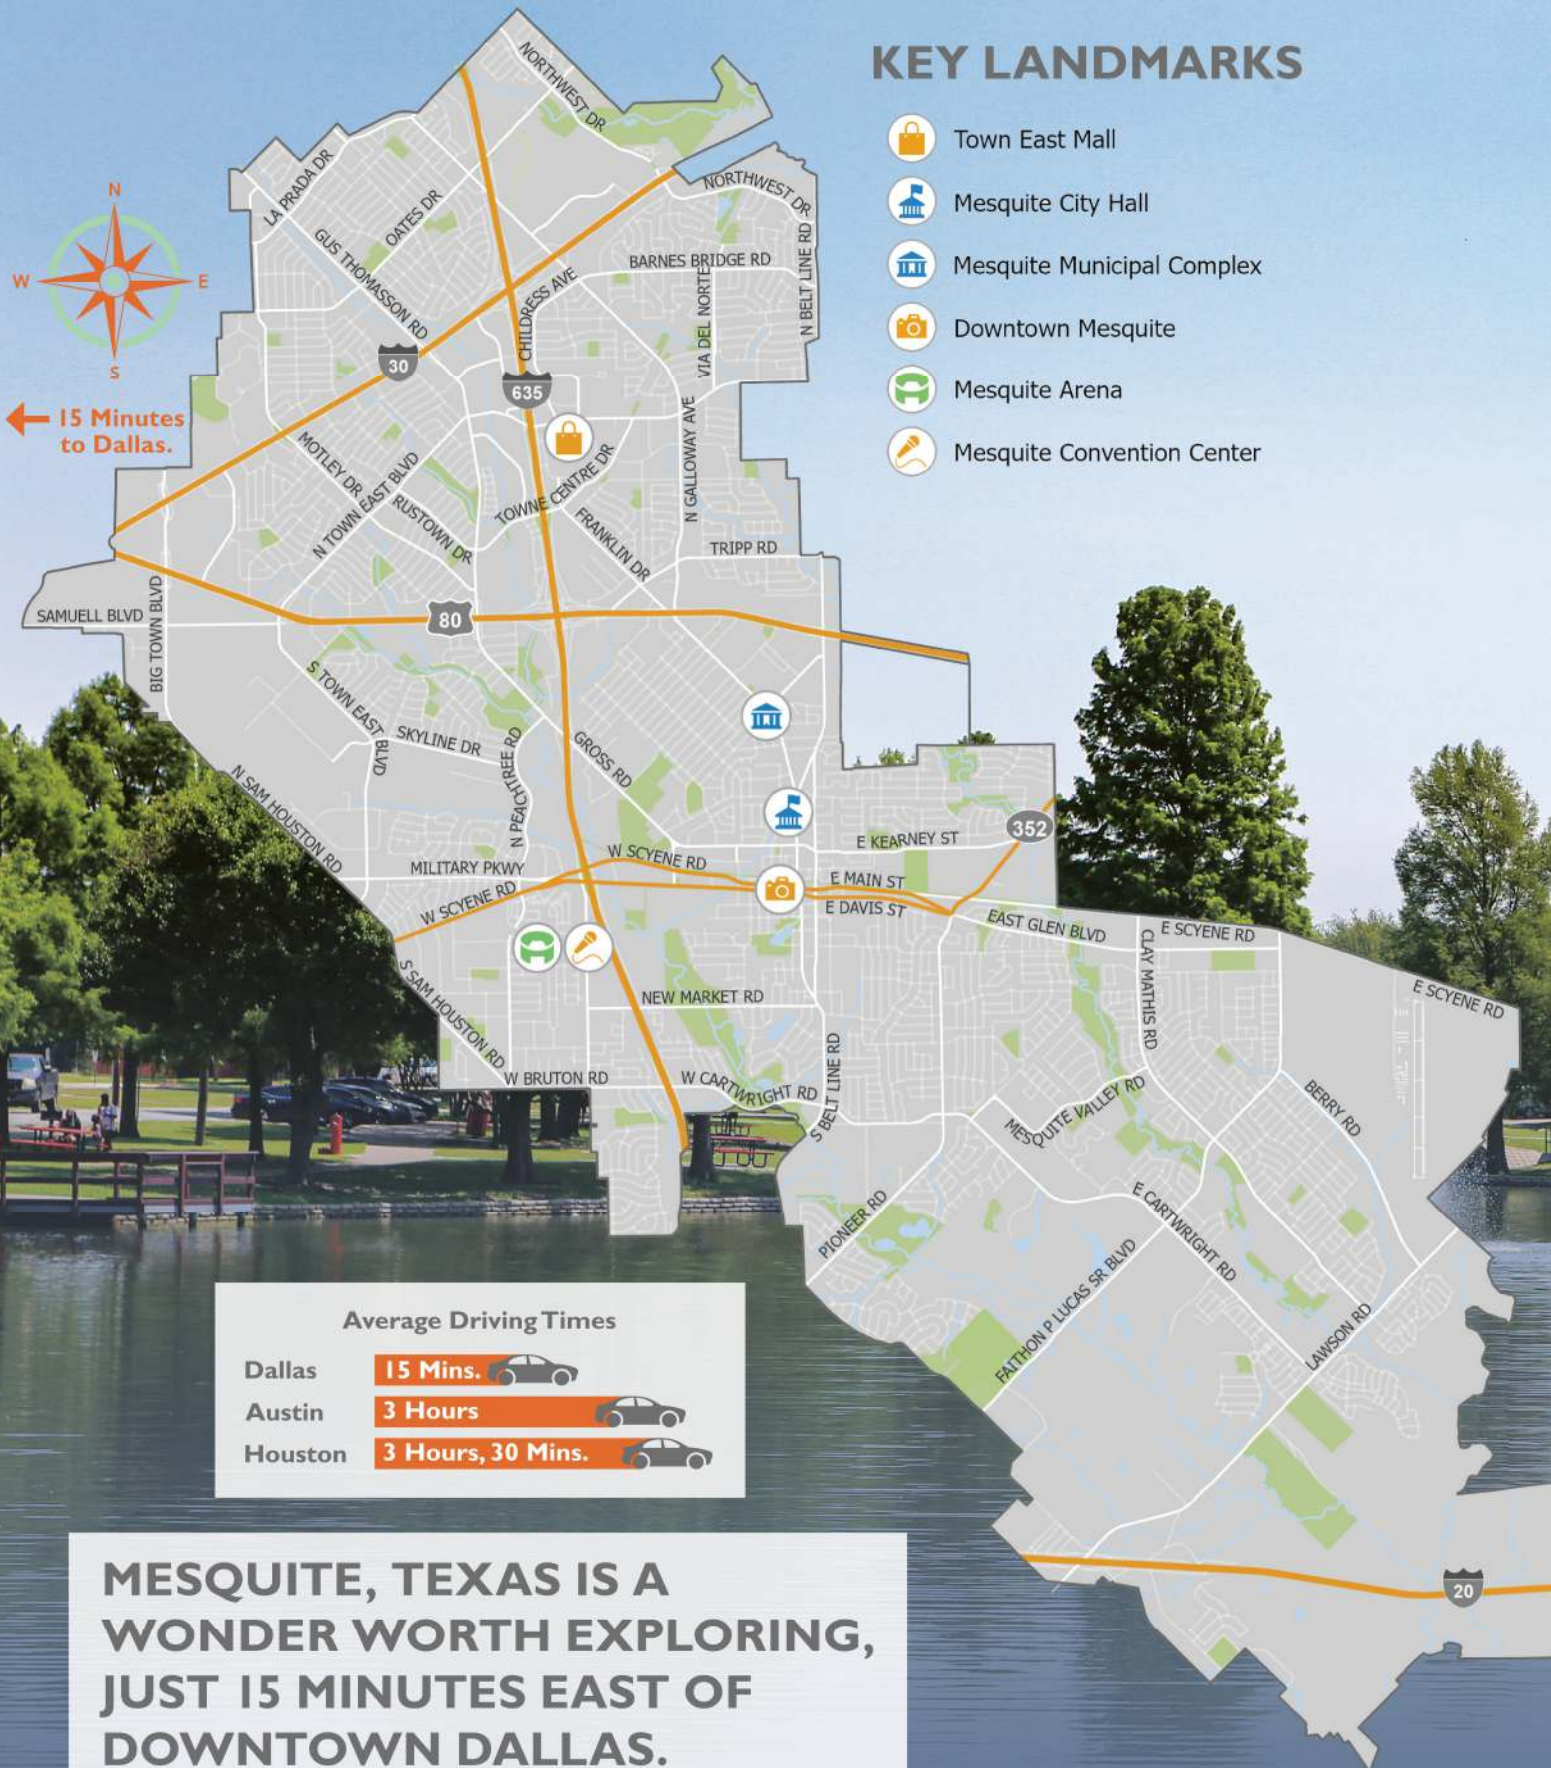 KEY LANDMARKS
Town East Mall
Mesquite City Hall
Mesquite Municipal Complex
Downtown Mesquite
Mesquite Arena
Mesquite Convention Center
N
W
E
S
15 Minutes
to Dallas.
NORTHWEST DR
LA PRADA DR
OATES DR
NORTHWEST DR
GUS THOMASSON RD
BARNES BRIDGE RD
N BELT LINE RD
CHILDRESS AVE
VIA DEL NORTE
30
635
N GALLOWAY AVE
MOTLEY DR
N TOWN EAST BLVD
RUSTOWN DR
TOWNE CENTRE DR
FRANKLIN DR
TRIPP RD
SAMUELL BLVD
BIG TOWN BLVD
80
S TOWN EAST BLVD
SKYLINE DR
N PEACHTREE RD
GROSS RD
N SAM HOUSTON RD
E KEARNEY ST
352
MILITARY PKWY
W SCYENE RD
W SCYENE RD
E MAIN ST
E DAVIS ST
EAST GLEN BLVD
E SCYENE RD
CLAY MATHIS RD
E SCYENE RD
S SAM HOUSTON RD
NEW MARKET RD
W BRUTON RD
W CARTWRIGHT RD
S BELT LINE RD
MESQUITE VALLEY RD
BERRY RD
PIONEER RD
E CARTWRIGHT RD
FAITHON P LUCAS SR BLVD
LAWSON RD
20
Average Driving Times
Dallas 15 Mins.
Austin 3 Hours
Houston 3 Hours, 30 Mins.
MESQUITE, TEXAS IS A
WONDER WORTH EXPLORING,
JUST 15 MINUTES EAST OF
DOWNTOWN DALLAS.